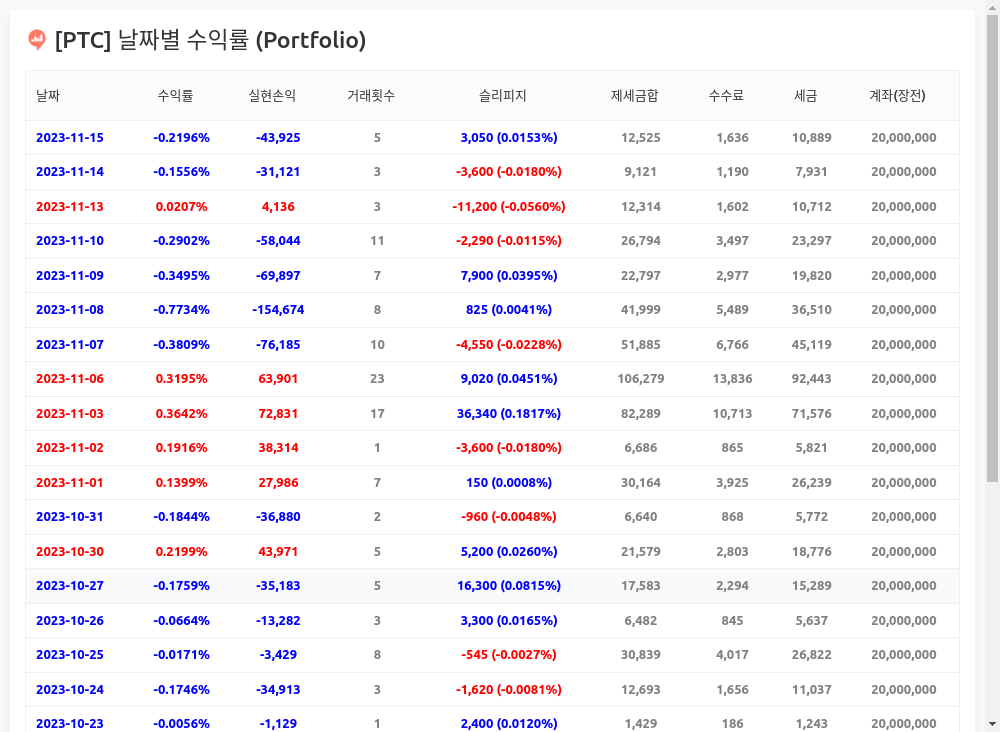 [PTC] 날짜별 수익률 (Portfolio)
날짜 수익률 실현손익 거래횟수 슬리피지 제세금합 수수료 세금 계좌(장전)
2023-11-15 -0.2196% -43,925 5 3,050 (0.0153%) 12,525 1,636 10,889 20,000,000
2023-11-14 -0.1556% -31,121 3 -3,600 (-0.0180%) 9,121 1,190 7,931 20,000,000
2023-11-13 0.0207% 4,136 3 -11,200 (-0.0560%) 12,314 1,602 10,712 20,000,000
2023-11-10 -0.2902% -58,044 11 -2,290 (-0.0115%) 26,794 3,497 23,297 20,000,000
2023-11-09 -0.3495% -69,897 7 7,900 (0.0395%) 22,797 2,977 19,820 20,000,000
2023-11-08 -0.7734% -154,674 8 825 (0.0041%) 41,999 5,489 36,510 20,000,000
2023-11-07 -0.3809% -76,185 10 -4,550 (-0.0228%) 51,885 6,766 45,119 20,000,000
2023-11-06 0.3195% 63,901 23 9,020 (0.0451%) 106,279 13,836 92,443 20,000,000
2023-11-03 0.3642% 72,831 17 36,340 (0.1817%) 82,289 10,713 71,576 20,000,000
2023-11-02 0.1916% 38,314 1 -3,600 (-0.0180%) 6,686 865 5,821 20,000,000
2023-11-01 0.1399% 27,986 7 150 (0.0008%) 30,164 3,925 26,239 20,000,000
2023-10-31 -0.1844% -36,880 2 -960 (-0.0048%) 6,640 868 5,772 20,000,000
2023-10-30 0.2199% 43,971 5 5,200 (0.0260%) 21,579 2,803 18,776 20,000,000
2023-10-27 -0.1759% -35,183 5 16,300 (0.0815%) 17,583 2,294 15,289 20,000,000
2023-10-26 -0.0664% -13,282 3 3,300 (0.0165%) 6,482 845 5,637 20,000,000
2023-10-25 -0.0171% -3,429 8 -545 (-0.0027%) 30,839 4,017 26,822 20,000,000
2023-10-24 -0.1746% -34,913 3 -1,620 (-0.0081%) 12,693 1,656 11,037 20,000,000
2023-10-23 -0.0056% -1,129 1 2,400 (0.0120%) 1,429 186 1,243 20,000,000